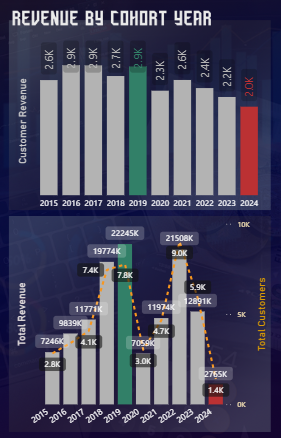 REVENUE BY COHORT YEAR
Customer Revenue
2.6K 2.9K 2.9K 2.7K 2.9K 2.3K 2.6K 2.4K 2.2K 2.0K
2015 2016 2017 2018 2019 2020 2021 2022 2023 2024
22245K
10K
21508K
19774K
9.0K
7.4K
7.8K
5.9K
11771K
11974K
12891K
9839K
4.7K
5K
7246K
4.1K
7059K
2.8K
3.0K
2765K
1.4K
0K
Total Revenue
Total Customers
2015 2016 2017 2018 2019 2020 2021 2022 2023 2024